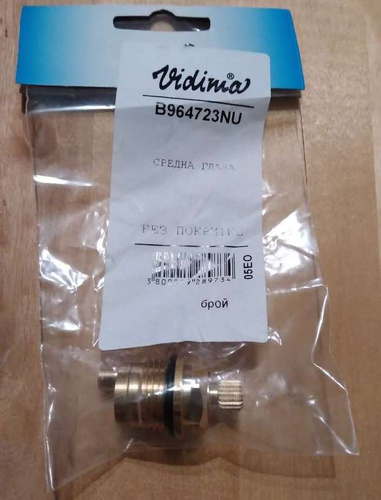 Vidima®
B964723NU
СРЕДНА ГЛАВА
БЕЗ ПОКРИТИЕ
05EO
брой